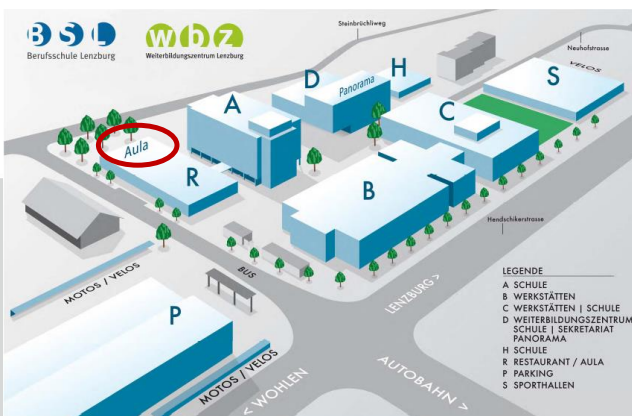 BSL
Berufsschule Lenzburg
wbz
Weiterbildungszentrum Lenzburg
Steinbrüchliweg
Neuhofstrasse
VELOS
H
S
D
Panorama
A
C
Aula
R
B
Hendschikerstrasse
BUS
MOTOS / VELOS
LENZBURG >
P
MOTOS / VELOS
< WOHLEN
AUTOBAHN >
LEGENDE
A SCHULE
B WERKSTÄTTEN
C WERKSTÄTTEN | SCHULE
D WEITERBILDUNGSZENTRUM
SCHULE | SEKRETARIAT
PANORAMA
H SCHULE
R RESTAURANT / AULA
P PARKING
S SPORTHALLEN